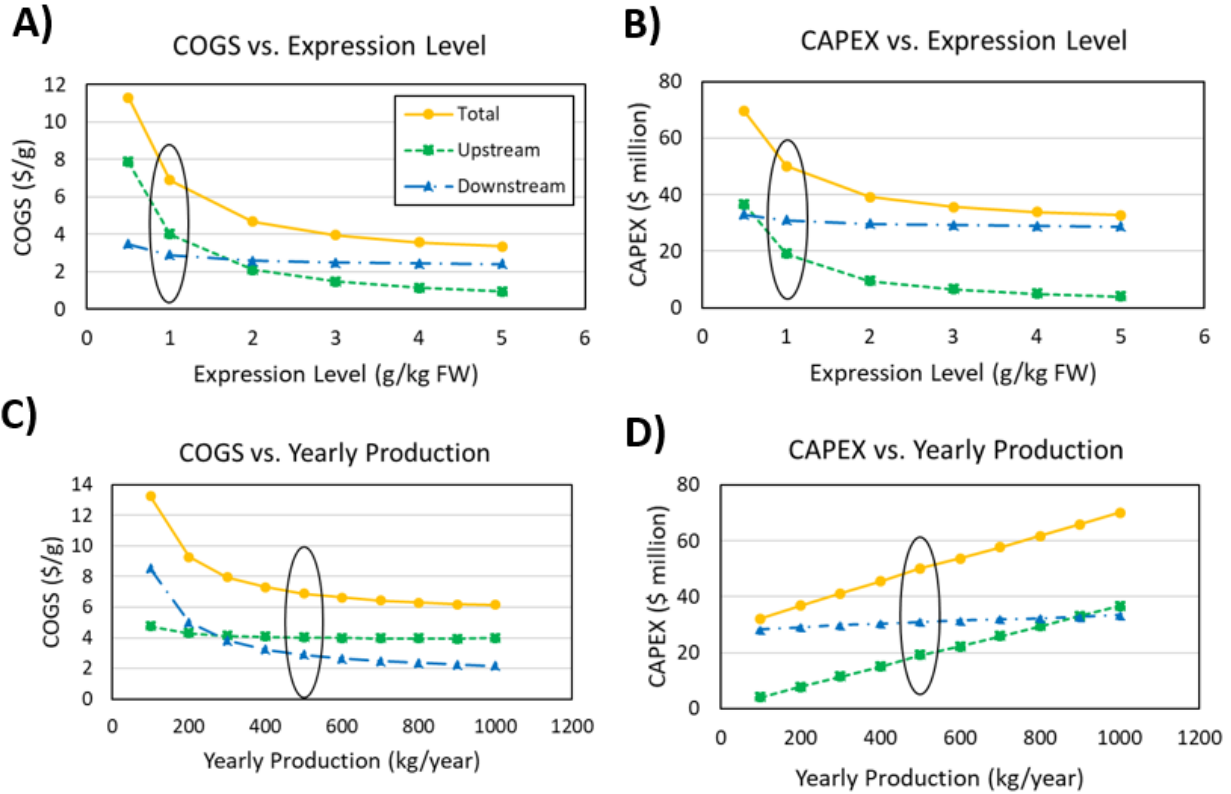 A)
COGS vs. Expression Level
COGS ($/g)
12
10
8
6
4
2
0
Total
Upstream
Downstream
0 1 2 3 4 5 6
Expression Level (g/kg FW)
B)
CAPEX vs. Expression Level
CAPEX ($ million)
80
60
40
20
0
0 1 2 3 4 5 6
Expression Level (g/kg FW)
C)
COGS vs. Yearly Production
COGS ($/g)
14
12
10
8
6
4
2
0
0 200 400 600 800 1000 1200
Yearly Production (kg/year)
D)
CAPEX vs. Yearly Production
CAPEX ($ million)
80
60
40
20
0
0 200 400 600 800 1000 1200
Yearly Production (kg/year)